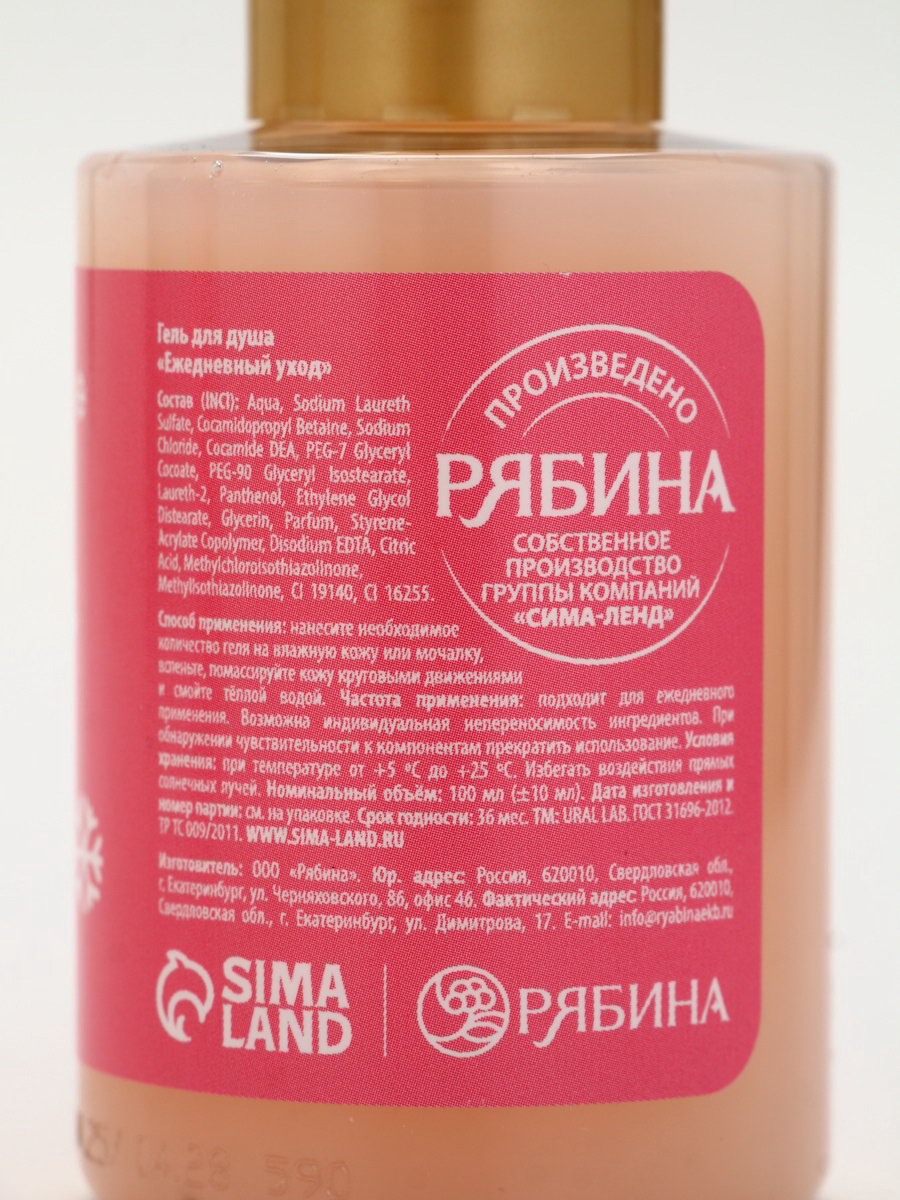 Гель для душа
«Ежедневный уход»
Состав (INCI): Aqua, Sodium Laureth
Sulfate, Cocamidopropyl Betaine, Sodium
Chloride, Cocamide DEA, PEG-7 Glyceryl
Cocoate, PEG-90 Glyceryl Isostearate,
Laureth-2, Panthenol, Ethylene Glycol
Distearate, Glycerin, Parfum, Styrene-
Acrylate Copolymer, Disodium EDTA, Citric
Acid, Methylchloroisothiazolinone,
Methylisothiazolinone, CI 19140, CI 16255.
ПРОИЗВЕДЕНО
РЯБИНА
СОБСТВЕННОЕ
ПРОИЗВОДСТВО
ГРУППЫ КОМПАНИЙ
«СИМА-ЛЕНД»
Способ применения: нанесите необходимое
количество геля на влажную кожу или мочалку,
вспеньте, помассируйте кожу круговыми движениями
и смойте тёплой водой. Частота применения: подходит для ежедневного
применения. Возможна индивидуальная непереносимость ингредиентов. При
обнаружении чувствительности к компонентам прекратить использование. Условия
хранения: при температуре от +5 °C до +25 °C. Избегать воздействия прямых
солнечных лучей. Номинальный объём: 100 мл (±10 мл). Дата изготовления и
номер партии: см. на упаковке. Срок годности: 36 мес. ТМ: URAL LAB. ГОСТ 31696-2012.
ТР ТС 009/2011. WWW.SIMA-LAND.RU
Изготовитель: ООО «Рябина». Юр. адрес: Россия, 620010, Свердловская обл.,
г. Екатеринбург, ул. Черняховского, 86, офис 46. Фактический адрес: Россия, 620010,
Свердловская обл., г. Екатеринбург, ул. Димитрова, 17. E-mail: info@ryabinaekb.ru
SIMA
LAND
РЯБИНА
25/ 04.28 590